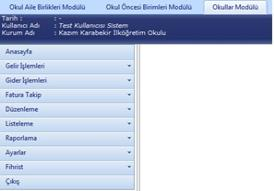 Okul Aile Birlikleri Modülü Okul Öncesi Birimleri Modülü Okullar Modülü
Tarih : : -
Kullanıcı Adı : Test Kullanıcısı Sistem
Kurum Adı : Kazım Karabekir İlköğretim Okulu
Anasayfa
Gelir İşlemleri
Gider İşlemleri
Fatura Takip
Düzenleme
Listeleme
Raporlama
Ayarlar
Fihrist
Çıkış